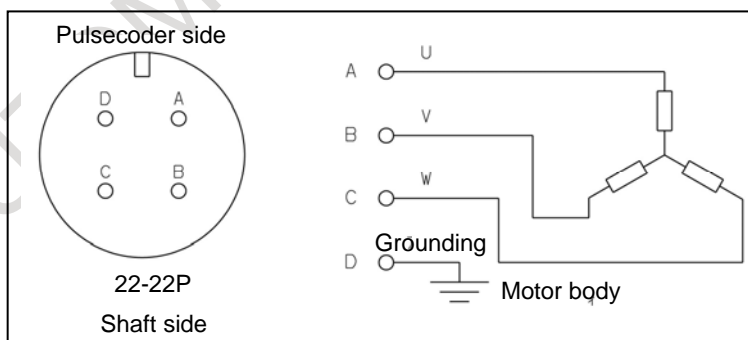 Pulsecoder side
D A
C B
22-22P
Shaft side
A U
B V
C W
D Grounding
Motor body